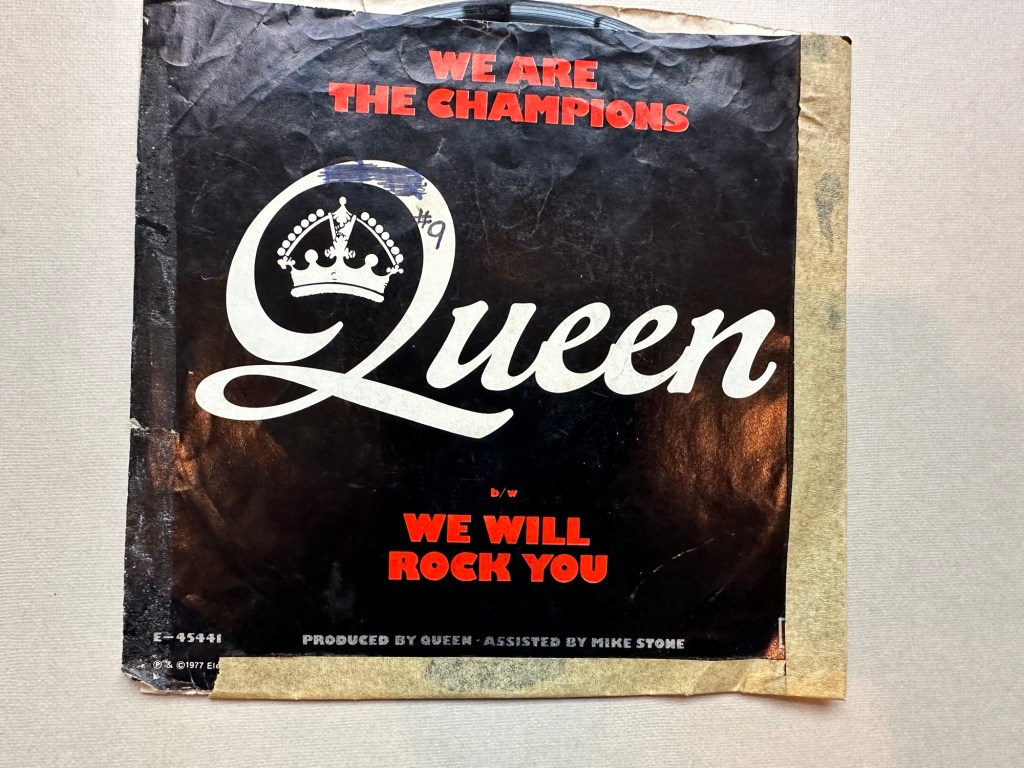 WE ARE
THE CHAMPIONS
#9
Queen
b/w
WE WILL
ROCK YOU
E-45441
PRODUCED BY QUEEN · ASSISTED BY MIKE STONE
℗ & ©1977 Ele